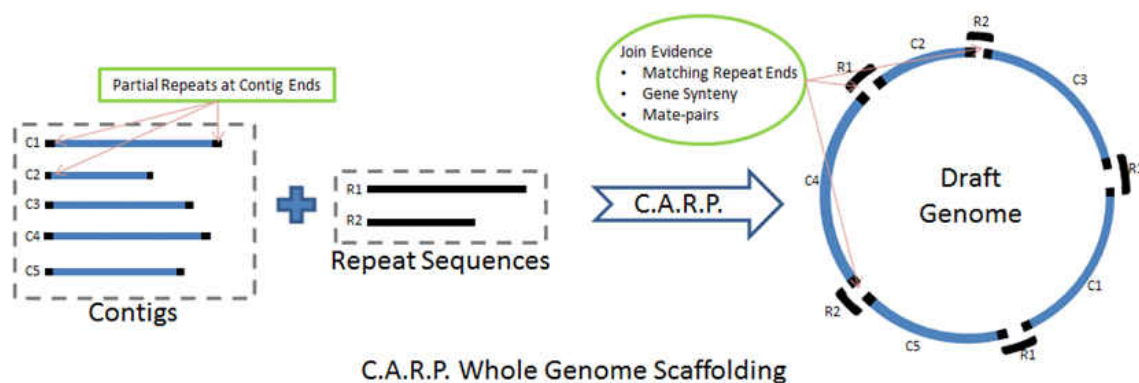 Partial Repeats at Contig Ends
C1
C2
C3
C4
C5
Contigs
R1
R2
Repeat Sequences
C.A.R.P.
Join Evidence
• Matching Repeat Ends
• Gene Synteny
• Mate-pairs
R2
C2
R1
C3
C4
R1
Draft
Genome
C1
R2
C5
R1
C.A.R.P. Whole Genome Scaffolding